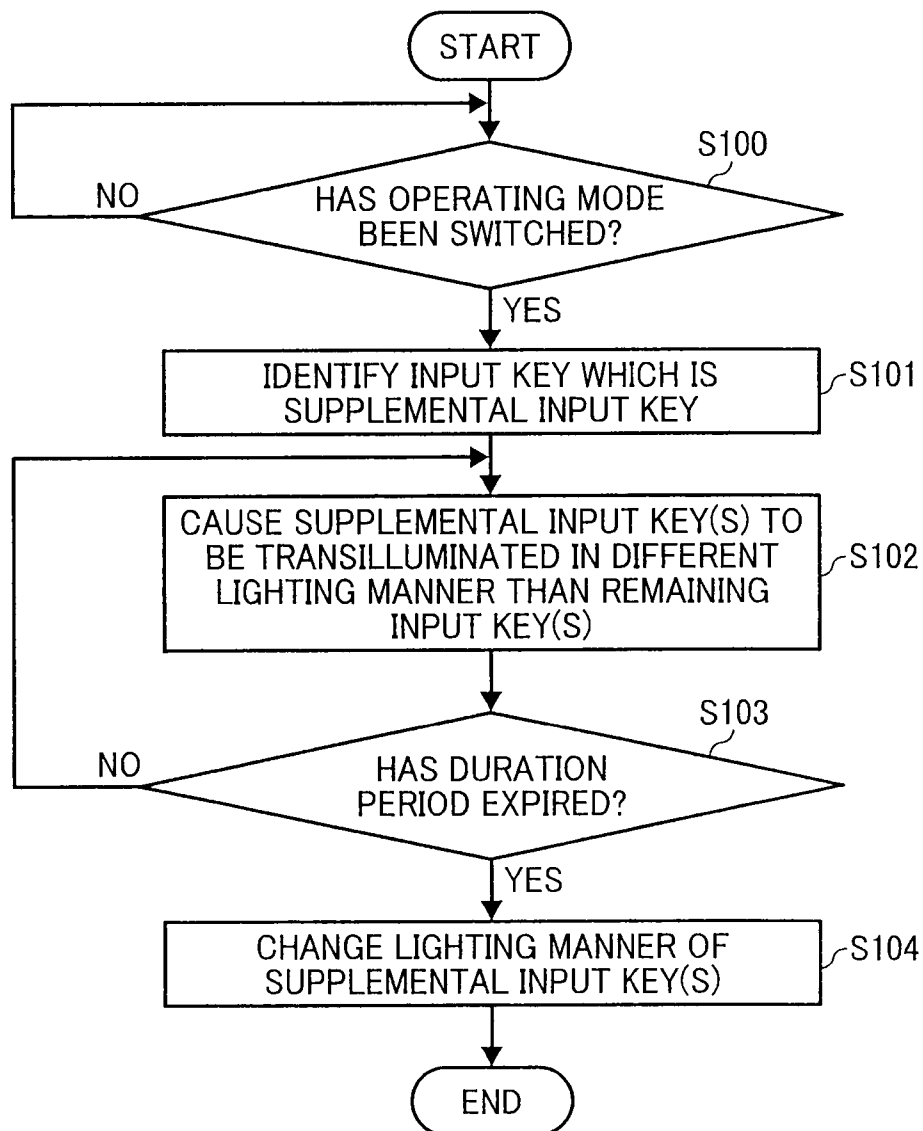 START
S100
NO
HAS OPERATING MODE
BEEN SWITCHED?
YES
IDENTIFY INPUT KEY WHICH IS
SUPPLEMENTAL INPUT KEY
S101
CAUSE SUPPLEMENTAL INPUT KEY(S) TO
BE TRANSILLUMINATED IN DIFFERENT
LIGHTING MANNER THAN REMAINING
INPUT KEY(S)
S102
S103
NO
HAS DURATION
PERIOD EXPIRED?
YES
CHANGE LIGHTING MANNER OF
SUPPLEMENTAL INPUT KEY(S)
S104
END